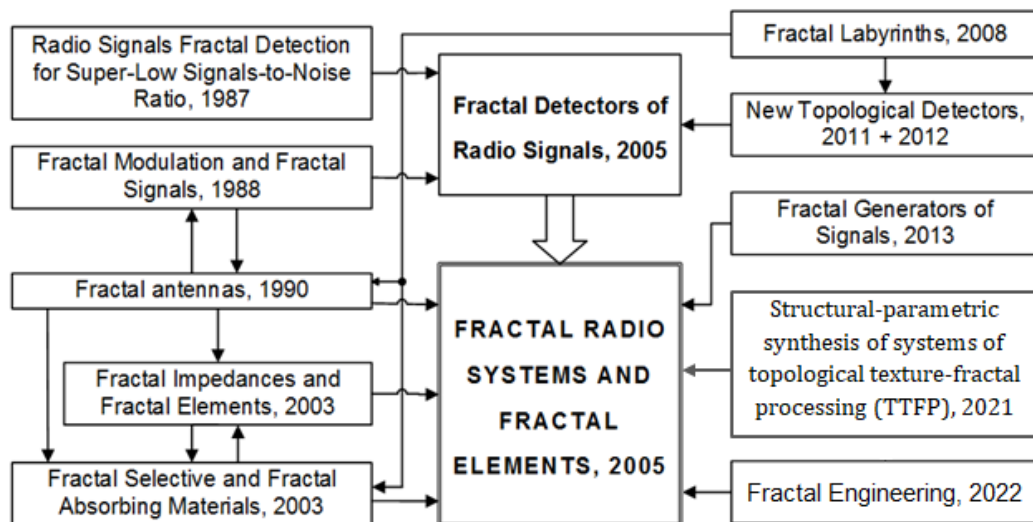 Radio Signals Fractal Detection
for Super-Low Signals-to-Noise
Ratio, 1987
Fractal Modulation and Fractal
Signals, 1988
Fractal antennas, 1990
Fractal Impedances and
Fractal Elements, 2003
Fractal Selective and Fractal
Absorbing Materials, 2003
Fractal Detectors of
Radio Signals, 2005
FRACTAL RADIO
SYSTEMS AND
FRACTAL
ELEMENTS, 2005
Fractal Labyrinths, 2008
New Topological Detectors,
2011 + 2012
Fractal Generators of
Signals, 2013
Structural-parametric
synthesis of systems of
topological texture-fractal
processing (TTFP), 2021
Fractal Engineering, 2022